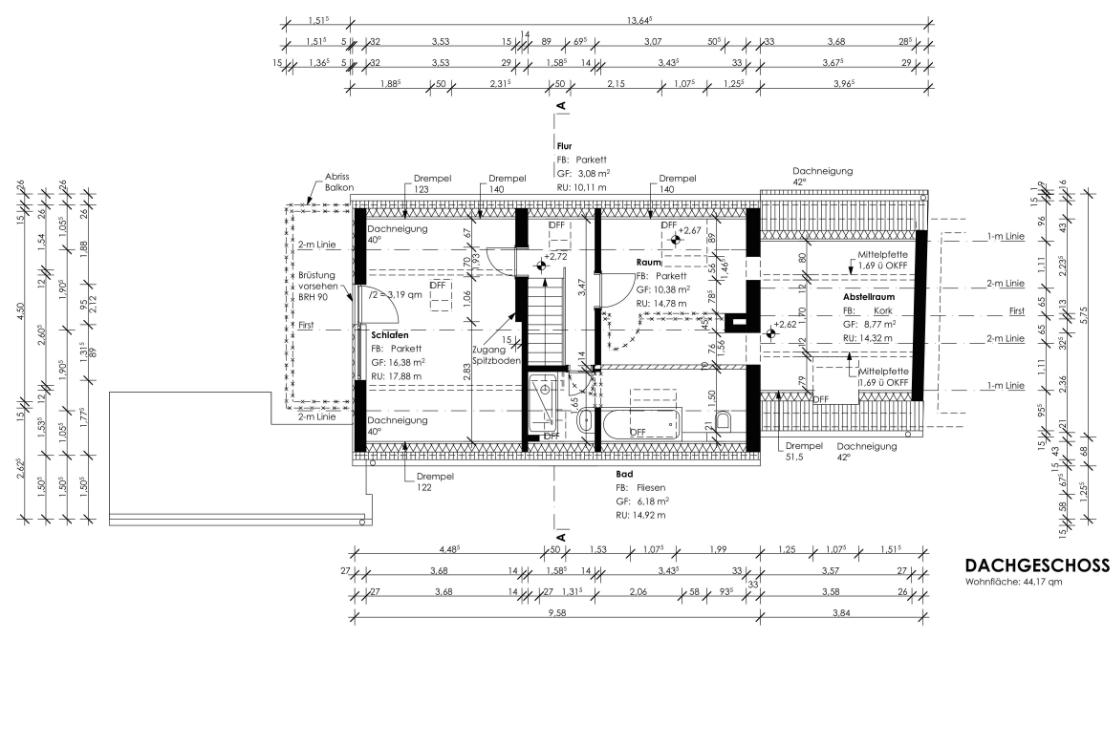 1,51⁵ 13,64⁵
14
1,51⁵ 5 32 3,53 15 89 69⁵ 3,07 50⁵ 33 3,68 28⁵
15 1,36⁵ 5 32 3,53 29 1,58⁵ 14 3,43⁵ 33 3,67⁵ 29
1,88⁵ 50 2,31⁵ 50 2,15 1,07⁵ 1,25⁵ 3,96⁵
A
Flur
FB: Parkett
GF: 3,08 m²
RU: 10,11 m
Abriss
Balkon
Drempel
123
Drempel
140
Drempel
140
Dachneigung
42°
26 26 26
15 1,54 1,05⁵ 1,88
4,50 12 1,90⁵ 95 2,12
2,60⁵ 1,31⁵ 89
12 1,90⁵
15 1,53⁵ 1,05⁵ 1,77⁵
2,62⁵ 1,50⁵ 1,50⁵ 1,50⁵
Dachneigung
40°
2-m Linie
Brüstung
vorsehen
BRH 90
First
2-m Linie
67
70 1,93
1,06
2,83
/2 = 3,19 qm
DFF
Schlafen
FB: Parkett
GF: 16,38 m²
RU: 17,88 m
15
Zugang
Spitzboden
Dachneigung
40°
Drempel
122
DFF
+2,72
3,47
14
65
DFF
DFF
+2,67
Raum
FB: Parkett
GF: 10,38 m²
RU: 14,78 m
89
56 1,46
78⁵
45
76 1,56
10
1,50
21
DFF
Bad
FB: Fliesen
GF: 6,18 m²
RU: 14,92 m
+2,62
80
12
1,70
12
79
Mittelpfette
1,69 ü OKFF
Abstellraum
FB: Kork
GF: 8,77 m²
RU: 14,32 m
Mittelpfette
1,69 ü OKFF
DFF
Drempel
51,5
Dachneigung
42°
1-m Linie
2-m Linie
First
2-m Linie
1-m Linie
15 16
96 43
1,11 2,23⁵
65 13
65 32⁵
1,11 2,36
95⁵ 21
5,75
15 43 68
15 67⁵
58 1,25⁵
15
A
4,48⁵ 50 1,53 1,07⁵ 1,99 1,25 1,07⁵ 1,51⁵
27 3,68 14 1,58⁵ 14 3,43⁵ 33 3,57 27
33
27 3,68 14 27 1,31⁵ 2,06 58 93⁵ 3,58 26
9,58 3,84
DACHGESCHOSS
Wohnfläche: 44,17 qm